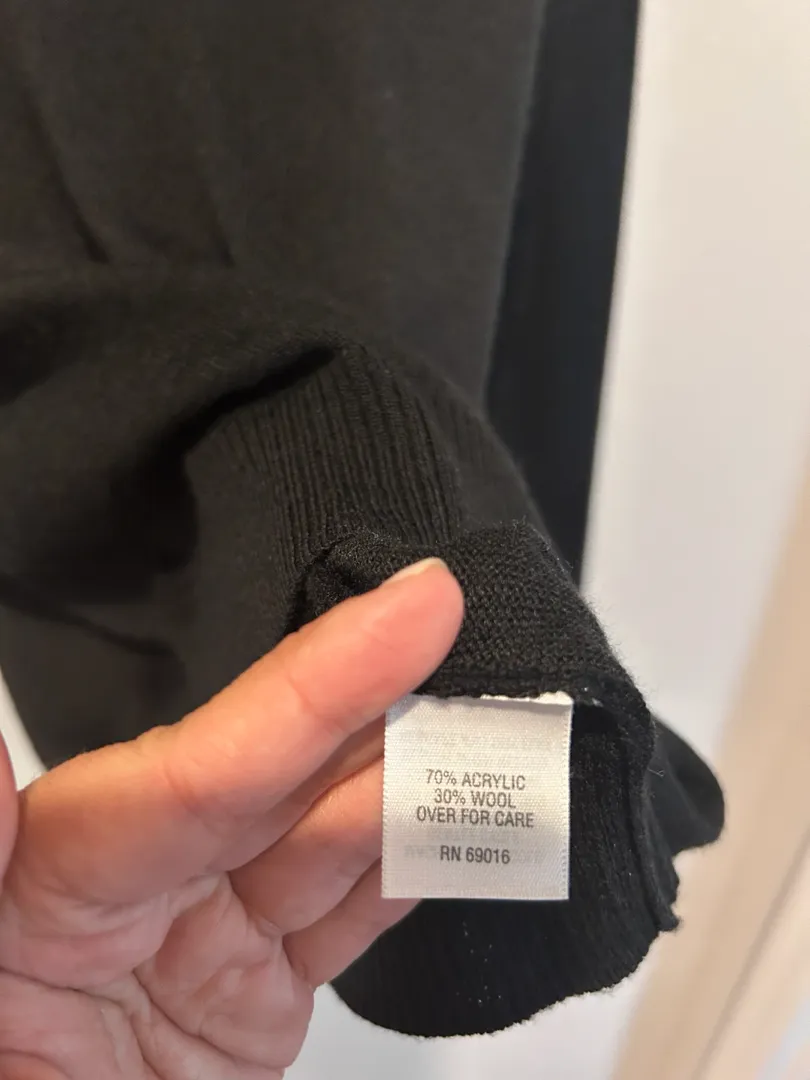 70% ACRYLIC
30% WOOL
OVER FOR CARE
RN 69016